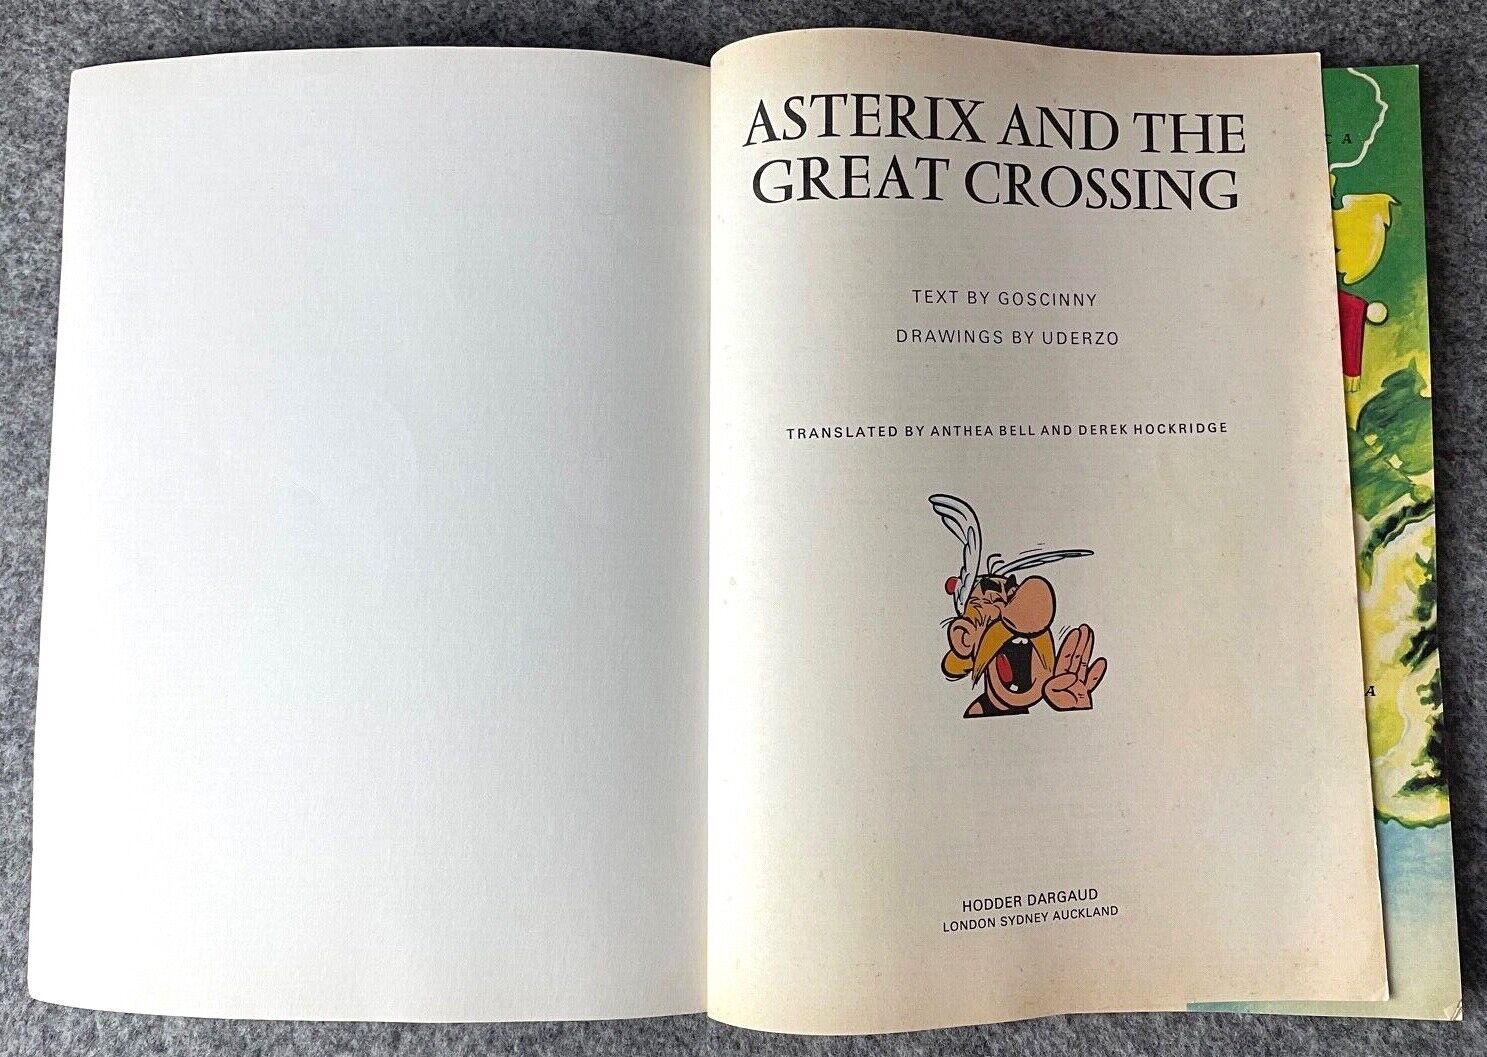 ASTERIX AND THE
GREAT CROSSING
TEXT BY GOSCINNY
DRAWINGS BY UDERZO
TRANSLATED BY ANTHEA BELL AND DEREK HOCKRIDGE
HODDER DARGAUD
LONDON SYDNEY AUCKLAND